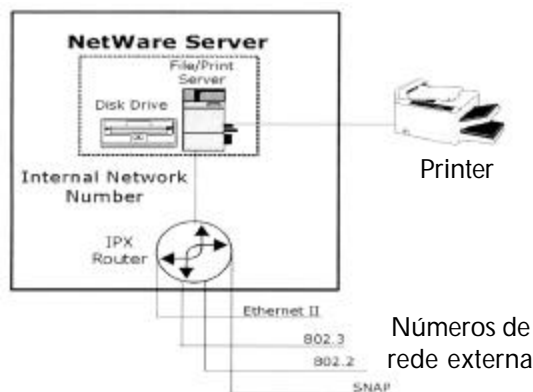 NetWare Server
File/Print
Server
Disk Drive
Printer
Internal Network
Number
IPX
Router
Ethernet II
802.3
802.2
SNAP
Números de
rede externa